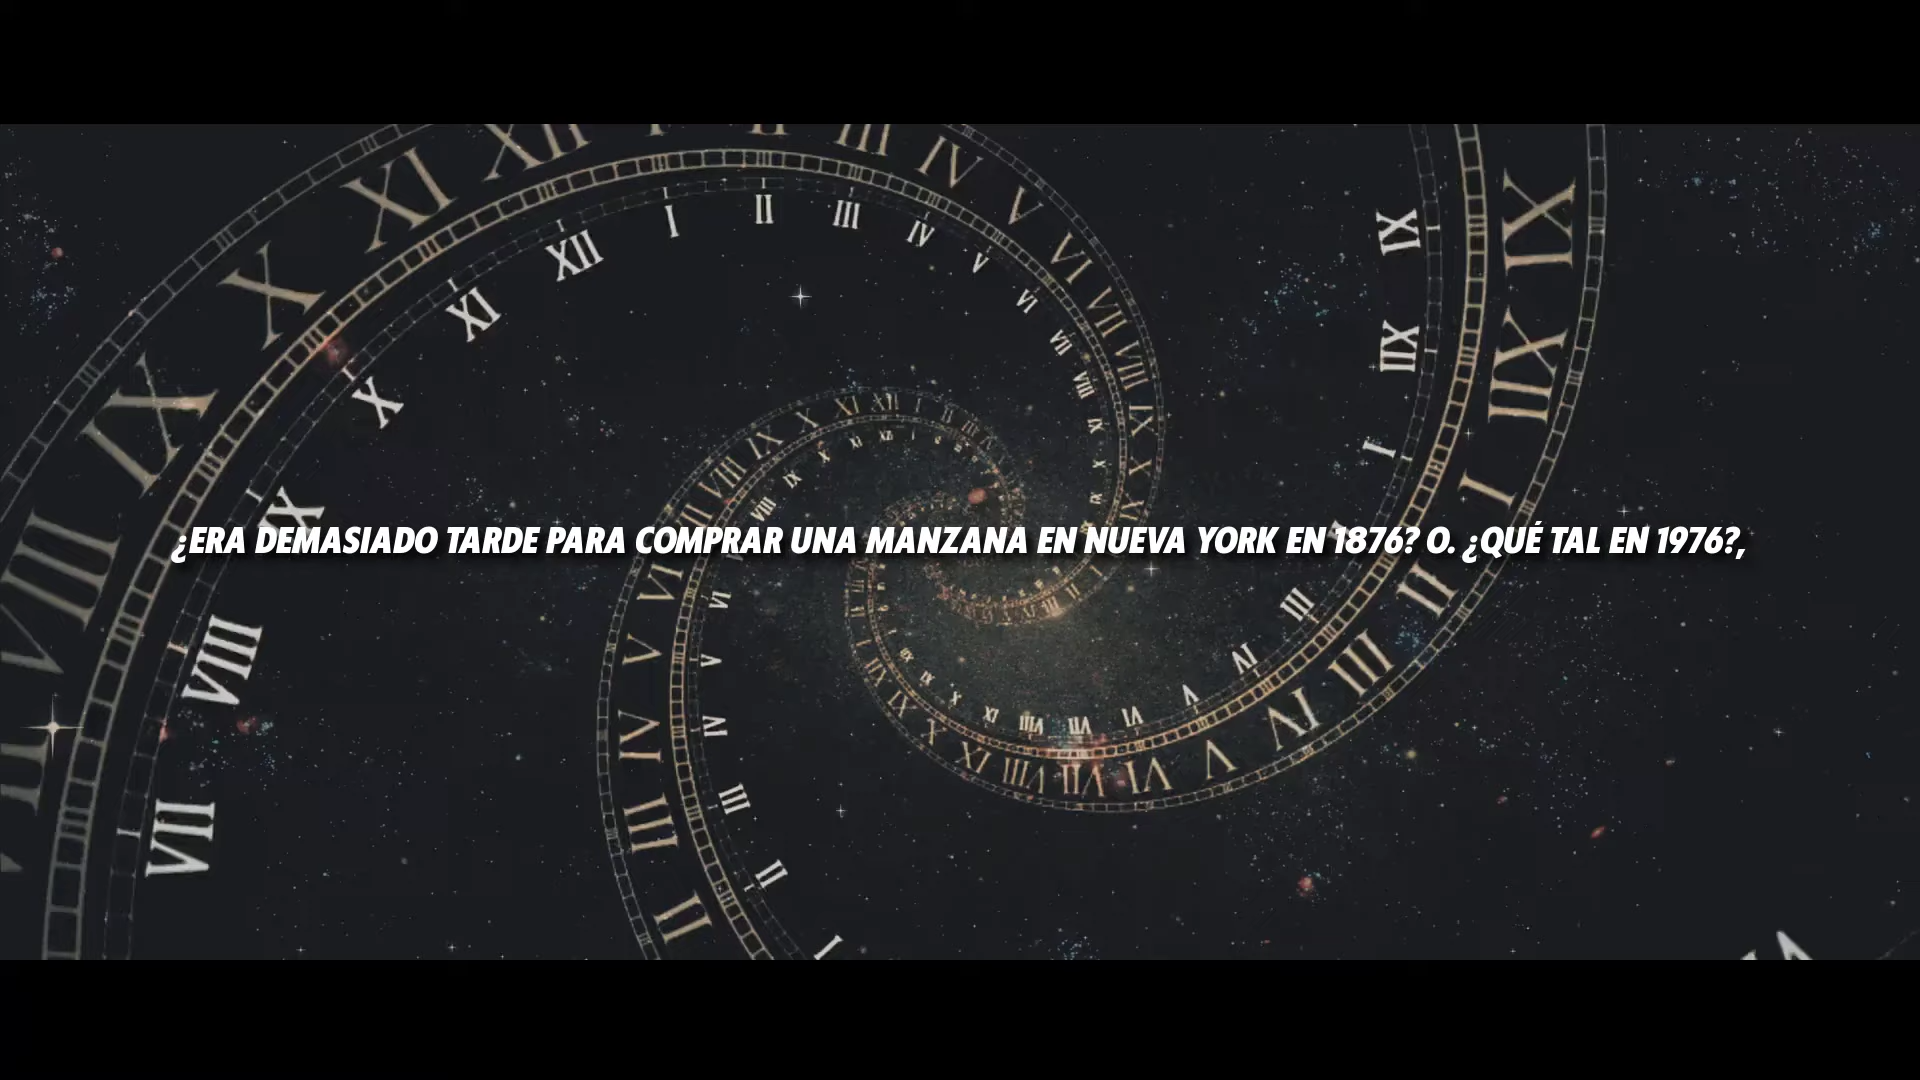 ¿ERA DEMASIADO TARDE PARA COMPRAR UNA MANZANA EN NUEVA YORK EN 1876? O. ¿QUÉ TAL EN 1976?,